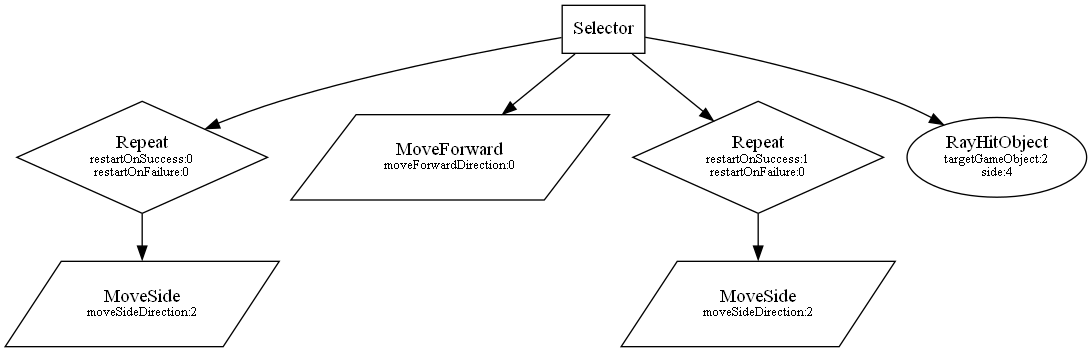 Selector
Repeat
restartOnSuccess:0
restartOnFailure:0
MoveForward
moveForwardDirection:0
Repeat
restartOnSuccess:1
restartOnFailure:0
RayHitObject
targetGameObject:2
side:4
MoveSide
moveSideDirection:2
MoveSide
moveSideDirection:2